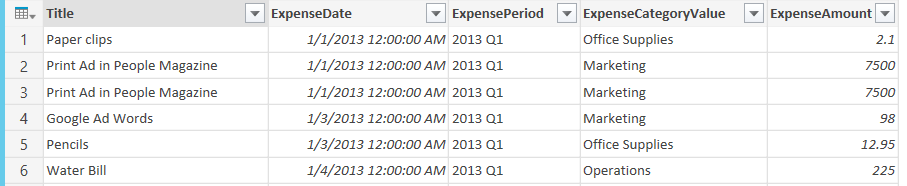 Title ExpenseDate ExpensePeriod ExpenseCategoryValue ExpenseAmount
1 Paper clips 1/1/2013 12:00:00 AM 2013 Q1 Office Supplies 2.1
2 Print Ad in People Magazine 1/1/2013 12:00:00 AM 2013 Q1 Marketing 7500
3 Print Ad in People Magazine 1/1/2013 12:00:00 AM 2013 Q1 Marketing 7500
4 Google Ad Words 1/3/2013 12:00:00 AM 2013 Q1 Marketing 98
5 Pencils 1/3/2013 12:00:00 AM 2013 Q1 Office Supplies 12.95
6 Water Bill 1/4/2013 12:00:00 AM 2013 Q1 Operations 225